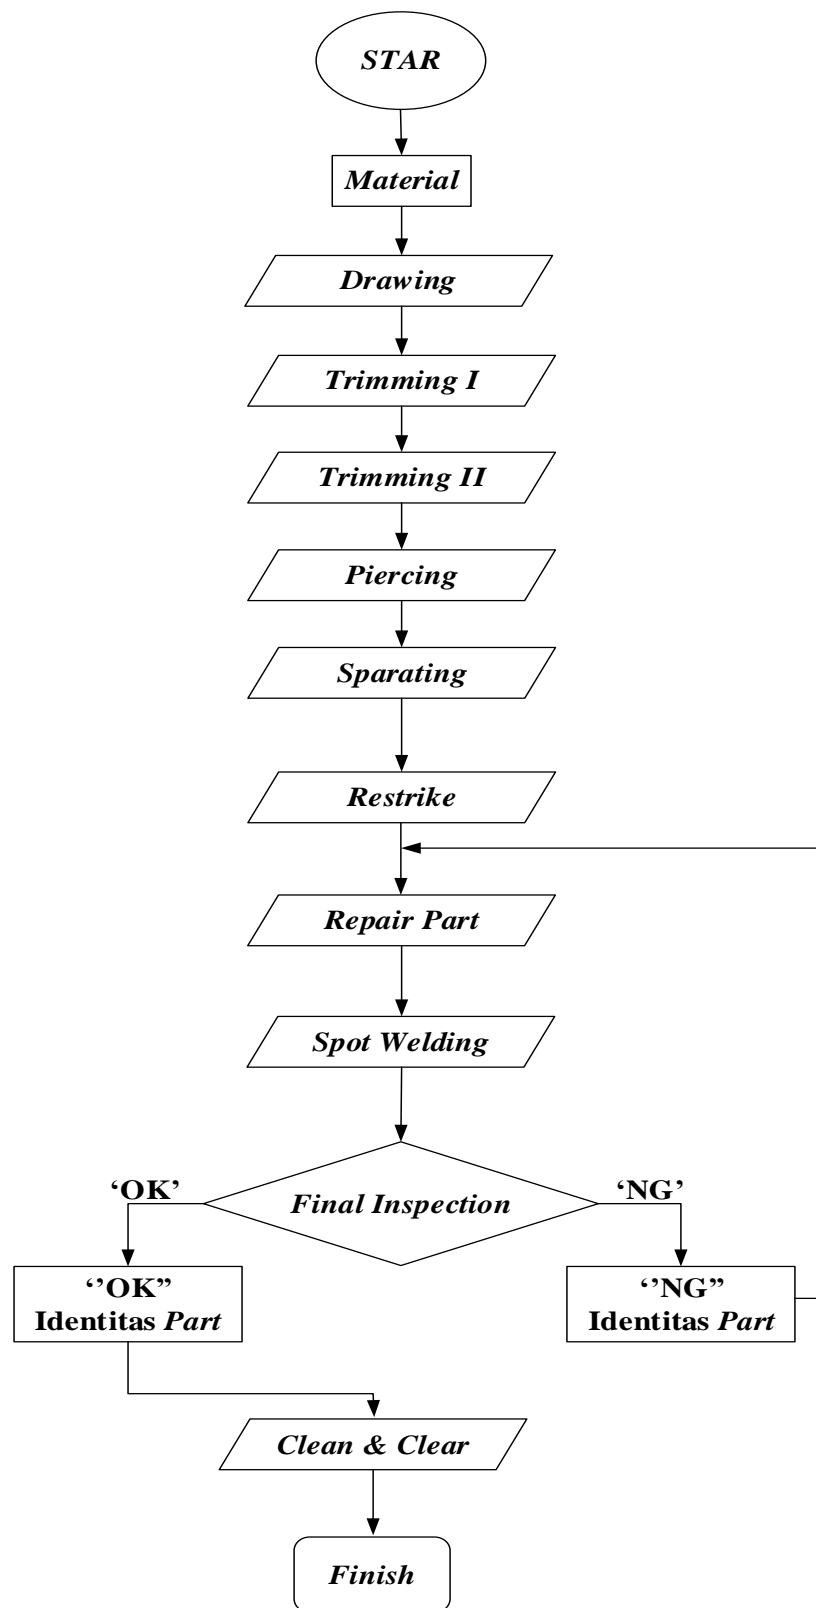 STAR
Material
Drawing
Trimming I
Trimming II
Piercing
Sparating
Restrike
Repair Part
Spot Welding
‘OK’
Final Inspection
‘NG’
‘’OK”
Identitas Part
‘’NG”
Identitas Part
Clean & Clear
Finish